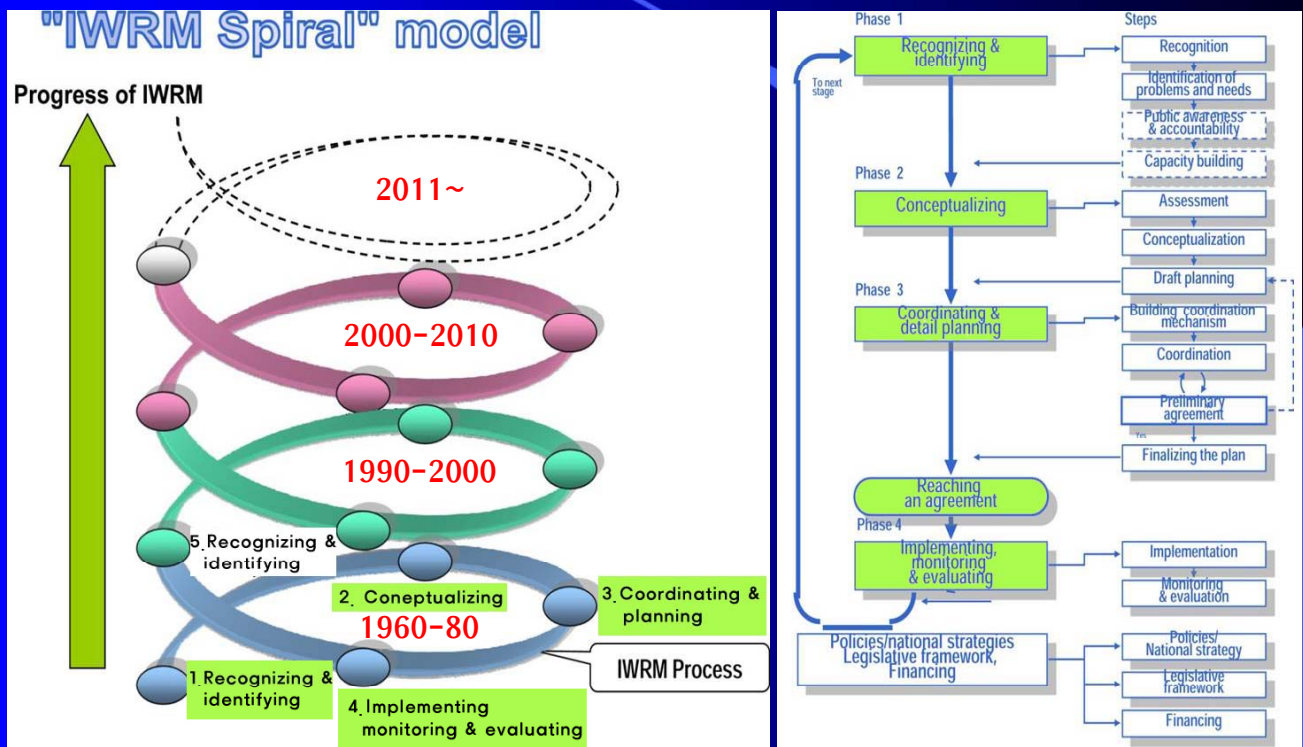 "IWRM Spiral" model
Progress of IWRM
2011~
2000-2010
1990-2000
5.Recognizing &
identifying
2. Coneptualizing
3.Coordinating &
planning
1960-80
IWRM Process
1.Recognizing &
identifying
4.Implementing
monitoring & evaluating
Phase 1
Steps
Recognizing &
identifying
Recognition
To next
stage
Identification of
problems and needs
Public awareness
& accountability
Capacity building
Phase 2
Conceptualizing
Assessment
Conceptualization
Draft planning
Phase 3
Coordinating &
detail planning
Building coordination
mechanism
Coordination
Preliminary
agreement
Yes
Finalizing the plan
Reaching
an agreement
Phase 4
Implementing,
monitoring
& evaluating
Implementation
Monitoring
& evaluation
Policies/national strategies
Legislative framework,
Financing
Policies/
National strategy
Legislative
framework
Financing